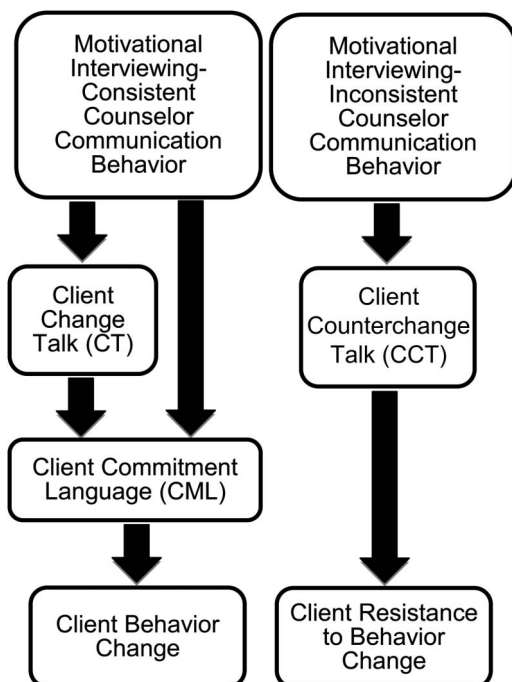 Motivational
Interviewing-
Consistent
Counselor
Communication
Behavior
Motivational
Interviewing-
Inconsistent
Counselor
Communication
Behavior
Client
Change
Talk (CT)
Client
Counterchange
Talk (CCT)
Client Commitment
Language (CML)
Client Behavior
Change
Client Resistance
to Behavior
Change